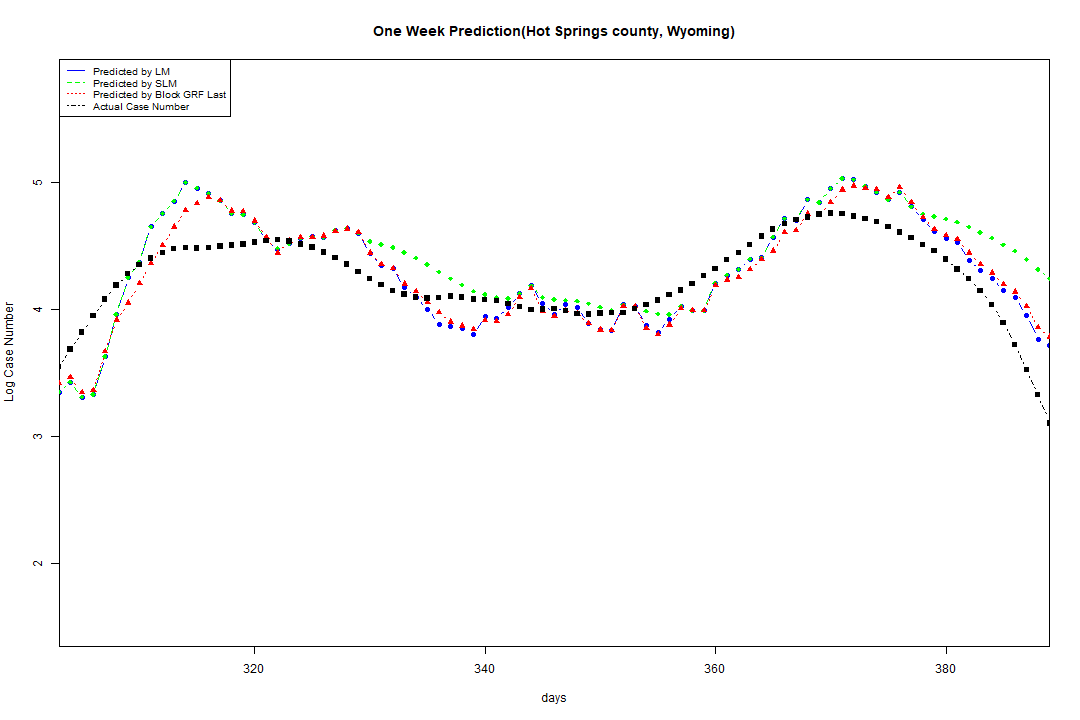 One Week Prediction(Hot Springs county, Wyoming)
Predicted by LM
Predicted by SLM
Predicted by Block GRF Last
Actual Case Number
5
4
3
2
Log Case Number
320 340 360 380
days